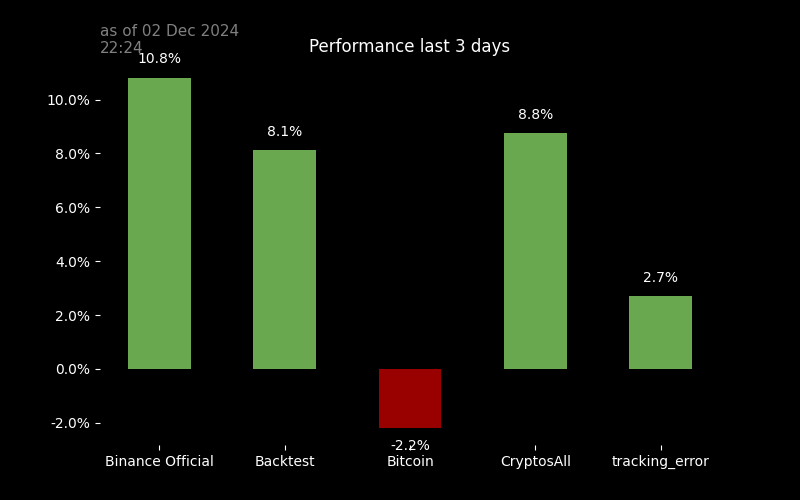 as of 02 Dec 2024
22:24
Performance last 3 days
10.8%
8.1%
-2.2%
8.8%
2.7%
10.0%
8.0%
6.0%
4.0%
2.0%
0.0%
-2.0%
Binance Official
Backtest
Bitcoin
CryptosAll
tracking_error